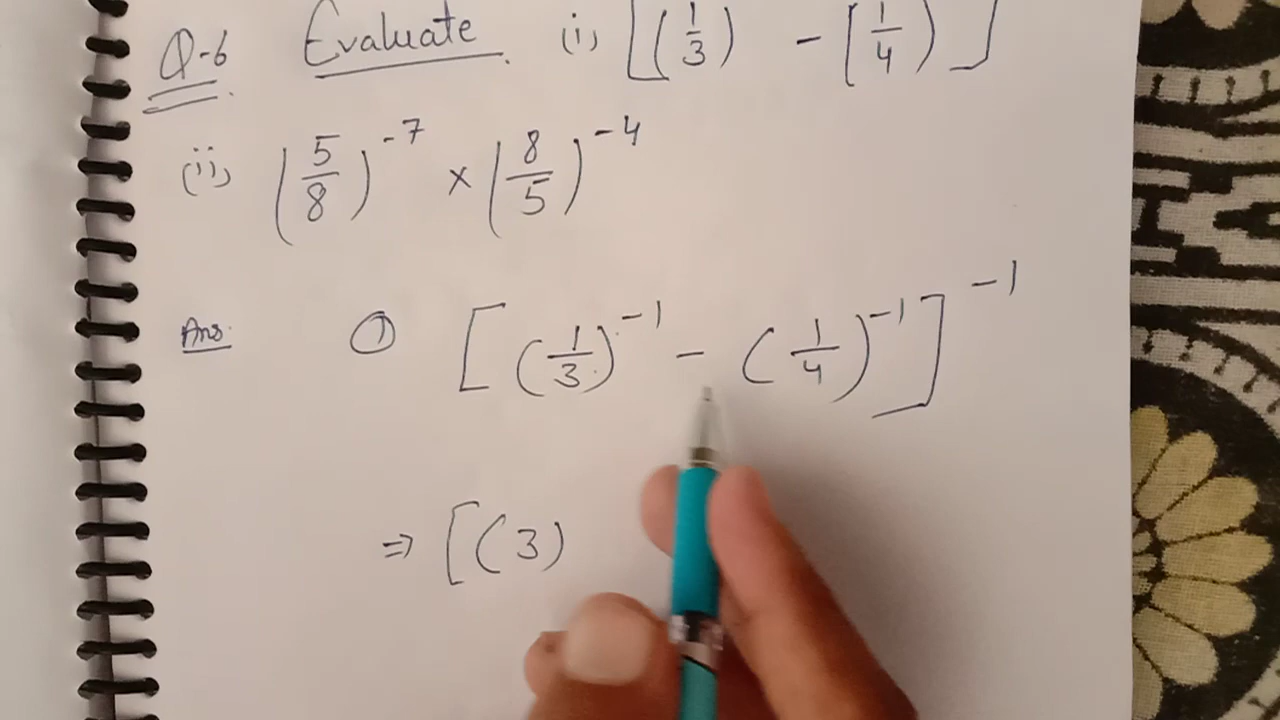 Q-6 Evaluate. (i) [(1/3) - (1/4)]
(ii) (5/8)^-7 × (8/5)^-4
Ans: ① [(1/3)^-1 - (1/4)^-1]^-1
⇒ [(3)